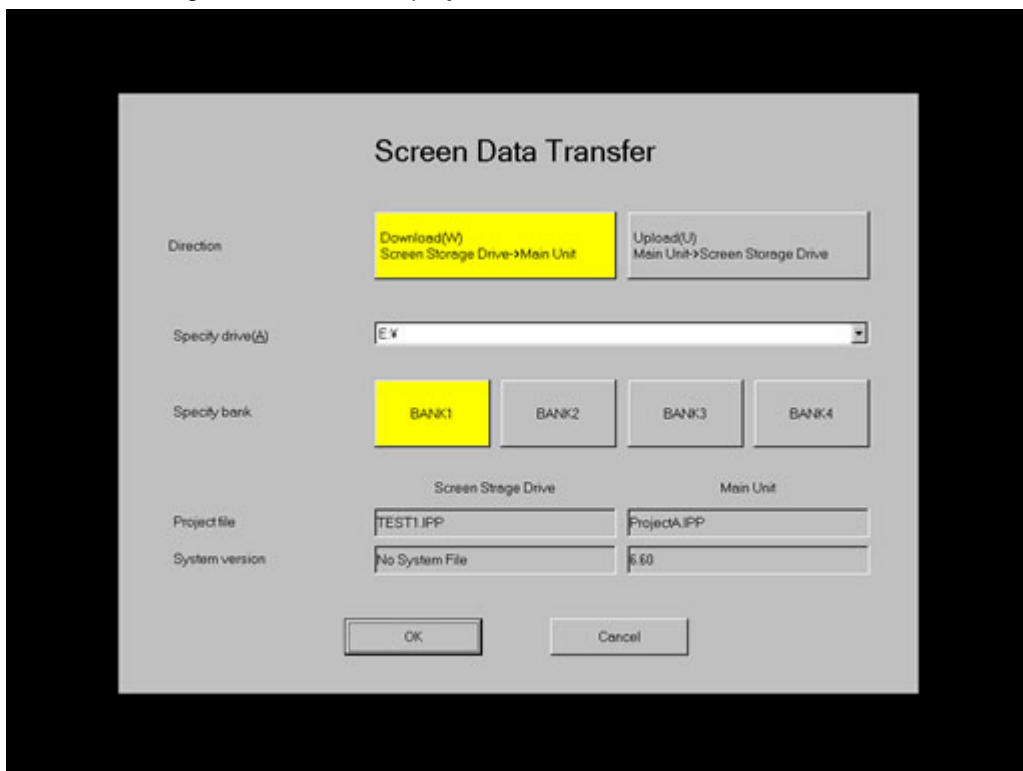 Screen Data Transfer
Direction
Download(W)
Screen Storage Drive->Main Unit
Upload(U)
Main Unit->Screen Storage Drive
Specify drive(A)
E:¥
Specify bank
BANK1
BANK2
BANK3
BANK4
Screen Strage Drive
Main Unit
Project file
TEST1.IPP
ProjectA.IPP
System version
No System File
6.60
OK
Cancel